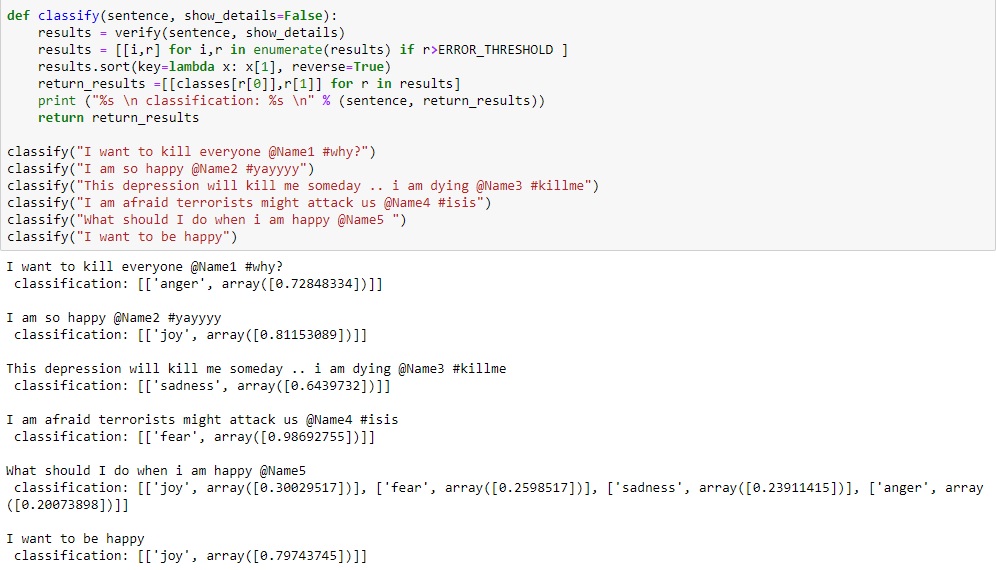 def classify(sentence, show_details=False):
    results = verify(sentence, show_details)
    results = [[i,r] for i,r in enumerate(results) if r>ERROR_THRESHOLD ]
    results.sort(key=lambda x: x[1], reverse=True)
    return_results =[[classes[r[0]],r[1]] for r in results]
    print ("%s \n classification: %s \n" % (sentence, return_results))
    return return_results

classify("I want to kill everyone @Name1 #why?")
classify("I am so happy @Name2 #yayyyy")
classify("This depression will kill me someday .. i am dying @Name3 #killme")
classify("I am afraid terrorists might attack us @Name4 #isis")
classify("What should I do when i am happy @Name5 ")
classify("I want to be happy")

I want to kill everyone @Name1 #why?
 classification: [['anger', array([0.72848334])]]

I am so happy @Name2 #yayyyy
 classification: [['joy', array([0.81153089])]]

This depression will kill me someday .. i am dying @Name3 #killme
 classification: [['sadness', array([0.6439732])]]

I am afraid terrorists might attack us @Name4 #isis
 classification: [['fear', array([0.98692755])]]

What should I do when i am happy @Name5
 classification: [['joy', array([0.30029517])], ['fear', array([0.2598517])], ['sadness', array([0.23911415])], ['anger', array
([0.20073898])]]

I want to be happy
 classification: [['joy', array([0.79743745])]]